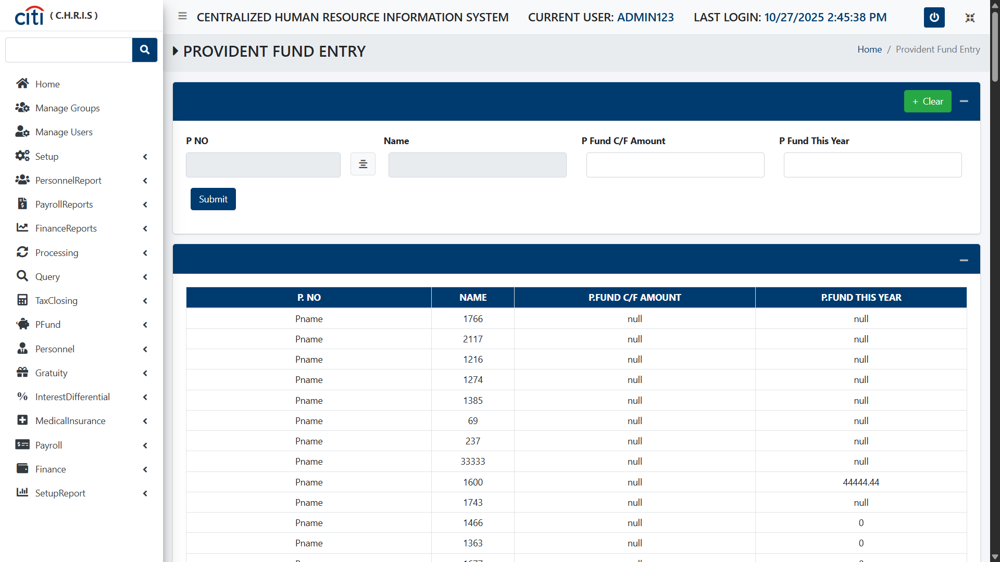 citi ( C.H.R.I.S )
CENTRALIZED HUMAN RESOURCE INFORMATION SYSTEM CURRENT USER: ADMIN123 LAST LOGIN: 10/27/2025 2:45:38 PM
PROVIDENT FUND ENTRY
Home / Provident Fund Entry
Home
Manage Groups
Manage Users
Setup
PersonnelReport
PayrollReports
FinanceReports
Processing
Query
TaxClosing
PFund
Personnel
Gratuity
InterestDifferential
MedicalInsurance
Payroll
Finance
SetupReport
+ Clear
P NO Name P Fund C/F Amount P Fund This Year
Submit
P. NO NAME P.FUND C/F AMOUNT P.FUND THIS YEAR
Pname 1766 null null
Pname 2117 null null
Pname 1216 null null
Pname 1274 null null
Pname 1385 null null
Pname 69 null null
Pname 237 null null
Pname 33333 null null
Pname 1600 null 44444.44
Pname 1743 null null
Pname 1466 null 0
Pname 1363 null 0